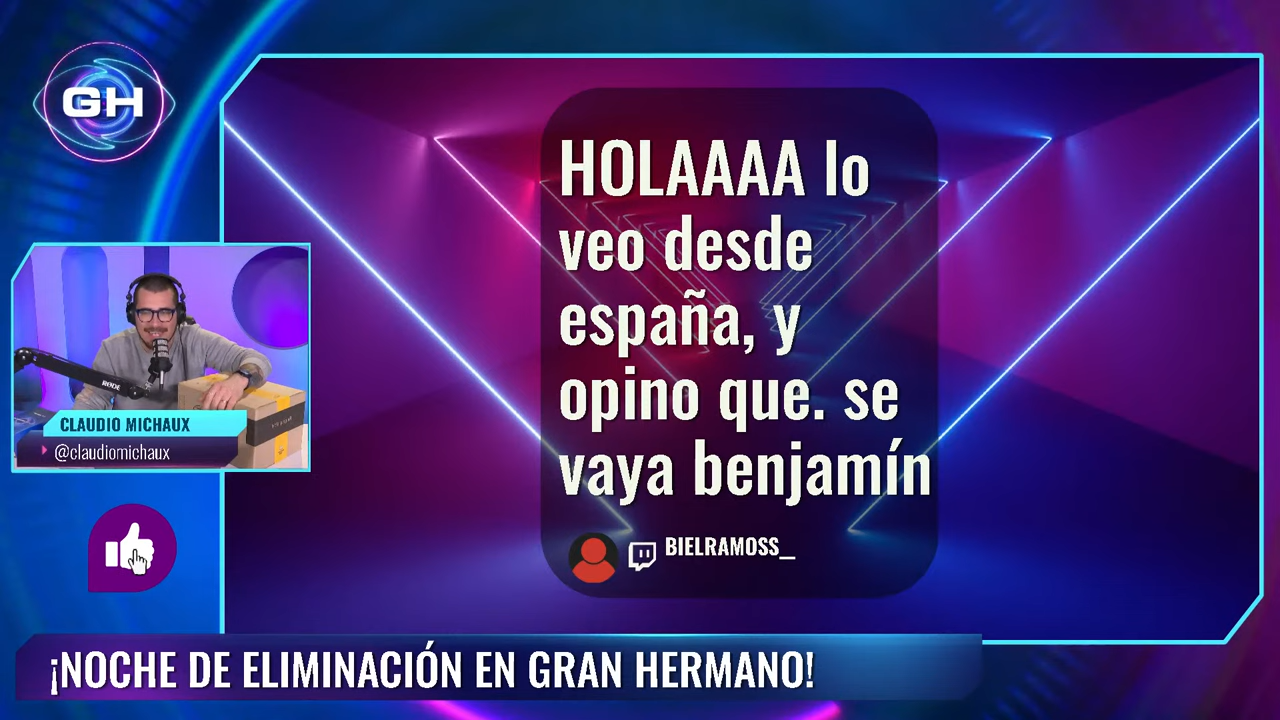 GH
HOLAAAA lo
veo desde
españa, y
opino que. se
vaya benjamín
BIELRAMOSS_
RODE
CLAUDIO MICHAUX
@claudiomichaux
¡NOCHE DE ELIMINACIÓN EN GRAN HERMANO!